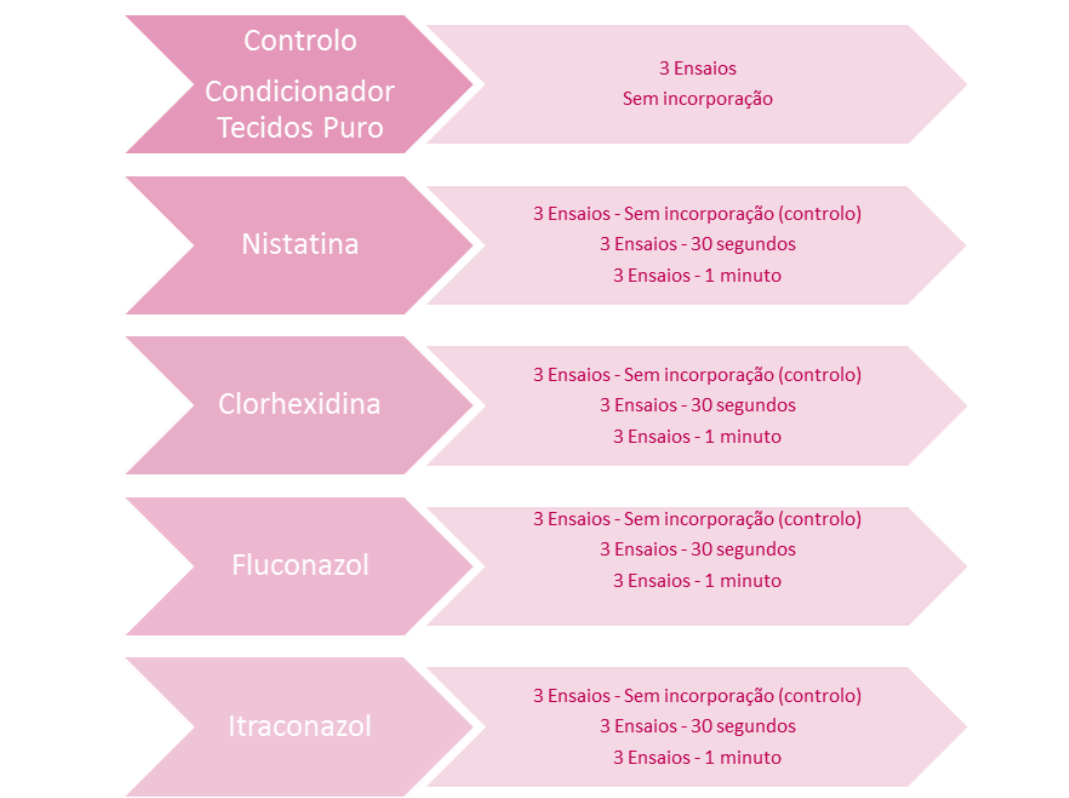 Controlo
Condicionador
Tecidos Puro
3 Ensaios
Sem incorporação
Nistatina
3 Ensaios - Sem incorporação (controlo)
3 Ensaios - 30 segundos
3 Ensaios - 1 minuto
Clorhexidina
3 Ensaios - Sem incorporação (controlo)
3 Ensaios - 30 segundos
3 Ensaios - 1 minuto
Fluconazol
3 Ensaios - Sem incorporação (controlo)
3 Ensaios - 30 segundos
3 Ensaios - 1 minuto
Itraconazol
3 Ensaios - Sem incorporação (controlo)
3 Ensaios - 30 segundos
3 Ensaios - 1 minuto